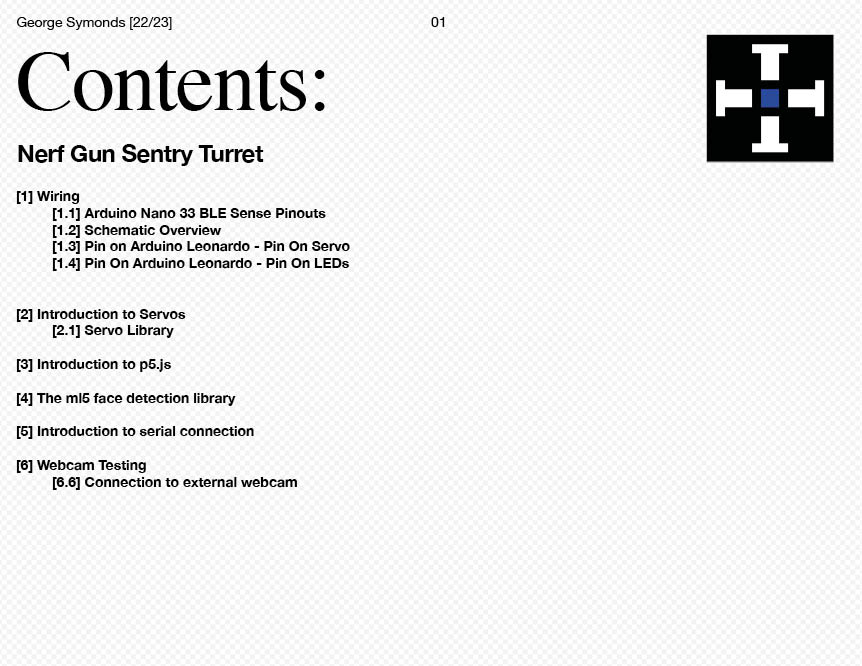 George Symonds [22/23]
01
Contents:
Nerf Gun Sentry Turret
[1] Wiring
[1.1] Arduino Nano 33 BLE Sense Pinouts
[1.2] Schematic Overview
[1.3] Pin on Arduino Leonardo - Pin On Servo
[1.4] Pin On Arduino Leonardo - Pin On LEDs
[2] Introduction to Servos
[2.1] Servo Library
[3] Introduction to p5.js
[4] The ml5 face detection library
[5] Introduction to serial connection
[6] Webcam Testing
[6.6] Connection to external webcam